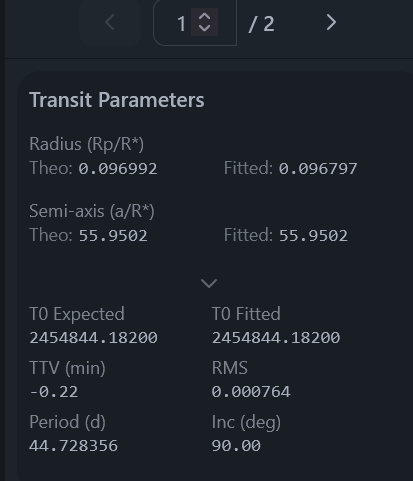 1 / 2
Transit Parameters
Radius (Rp/R*)
Theo: 0.096992 Fitted: 0.096797
Semi-axis (a/R*)
Theo: 55.9502 Fitted: 55.9502
T0 Expected T0 Fitted
2454844.18200 2454844.18200
TTV (min) RMS
-0.22 0.000764
Period (d) Inc (deg)
44.728356 90.00